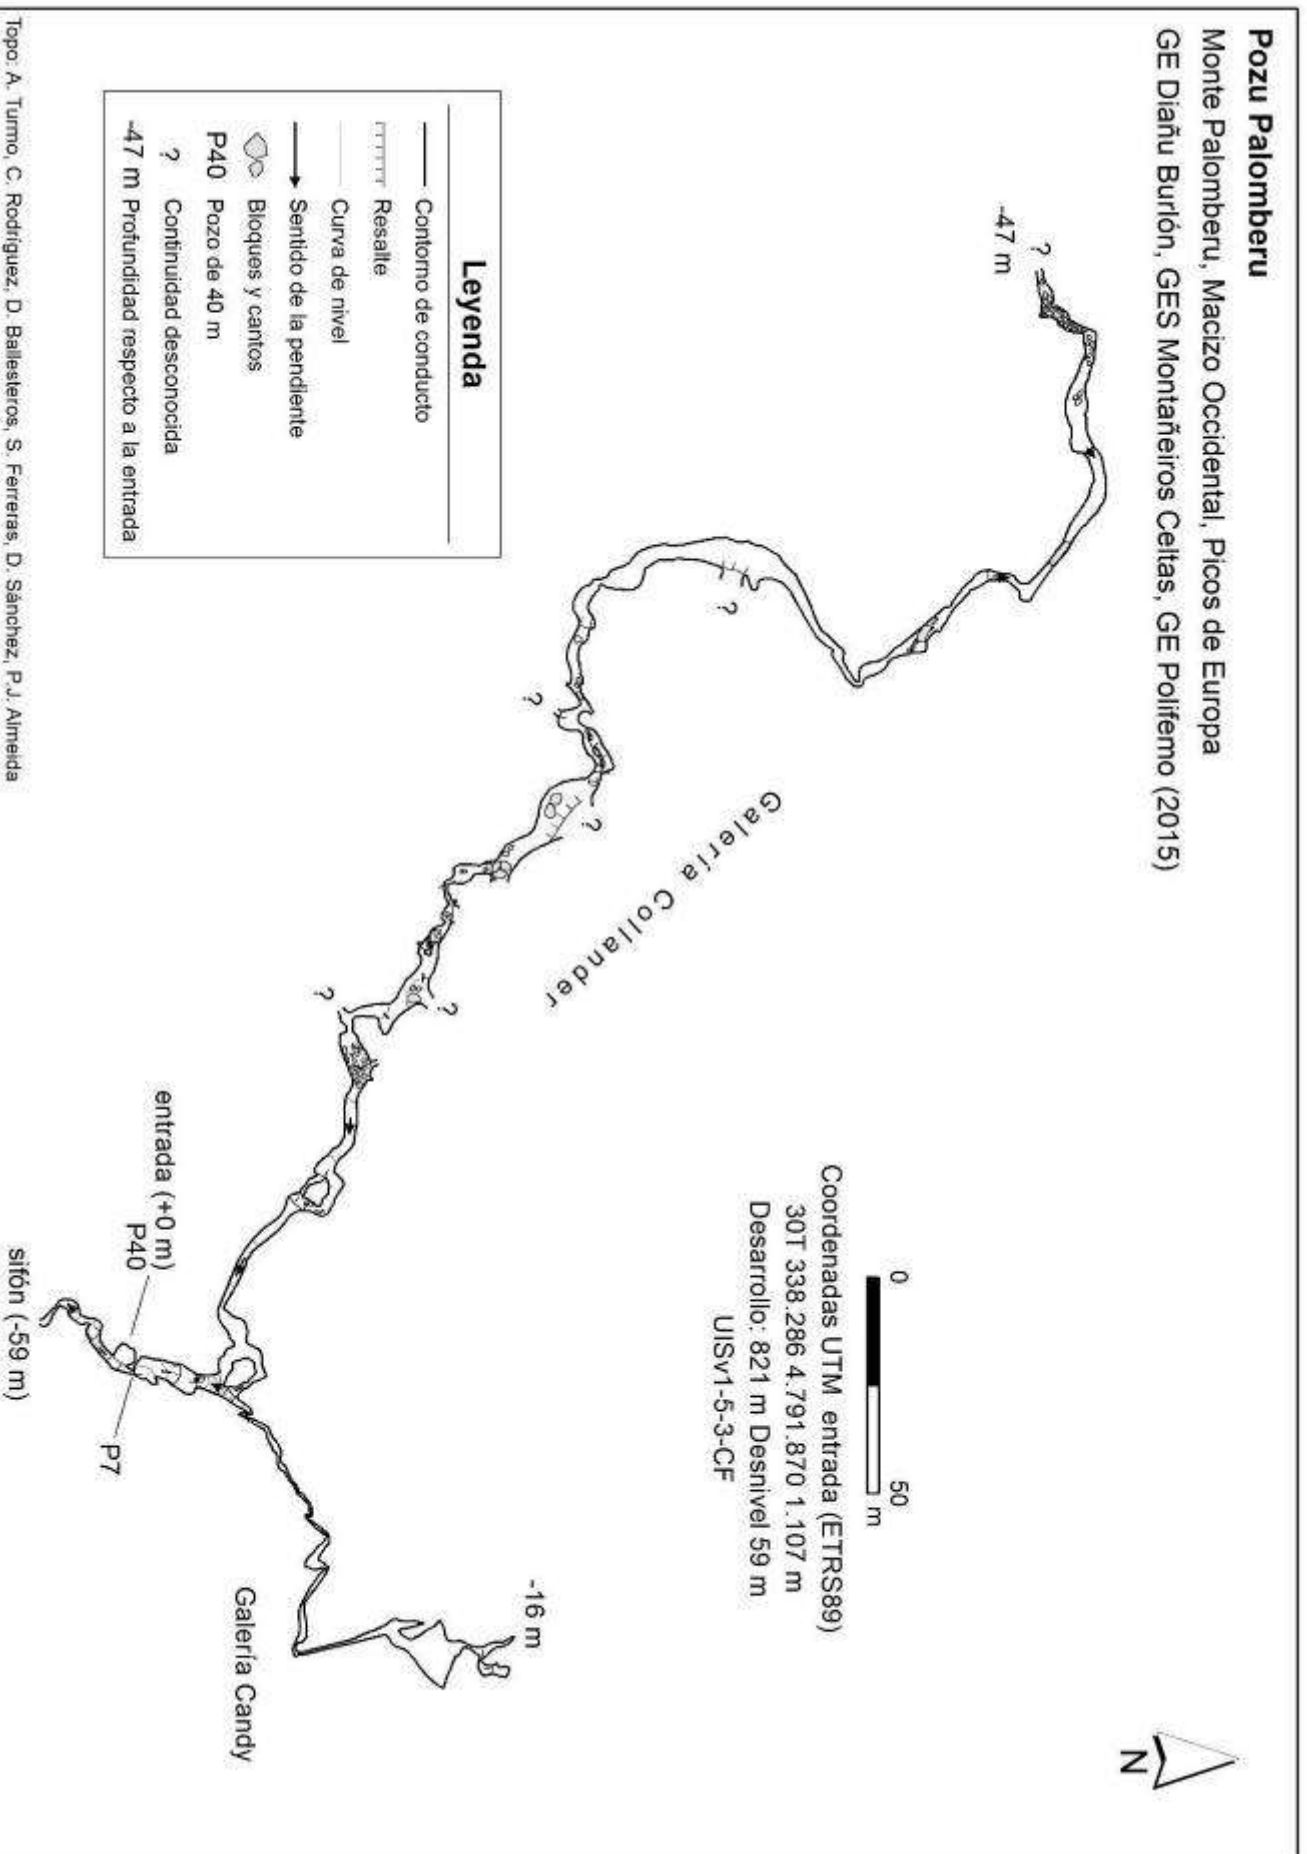 Pozu Palomberu
Monte Palomberu, Macizo Occidental, Picos de Europa
GE Diañu Burlón, GES Montañeiros Celtas, GE Polifemo (2015)
N
0 50
m
Coordenadas UTM entrada (ETRS89)
30T 338.286 4.791.870 1.107 m
Desarrollo: 821 m Desnivel 59 m
UISv1-5-3-CF
?
-47 m
?
?
?
Galería Collander
?
?
-16 m
Galería Candy
entrada (+0 m)
P40
P7
sifón (-59 m)
Leyenda
Contorno de conducto
Resalte
Curva de nivel
Sentido de la pendiente
Bloques y cantos
P40 Pozo de 40 m
? Continuidad desconocida
-47 m Profundidad respecto a la entrada
Topo: A. Turmo, C. Rodríguez, D. Ballesteros, S. Ferreras, D. Sánchez, P.J. Almeida